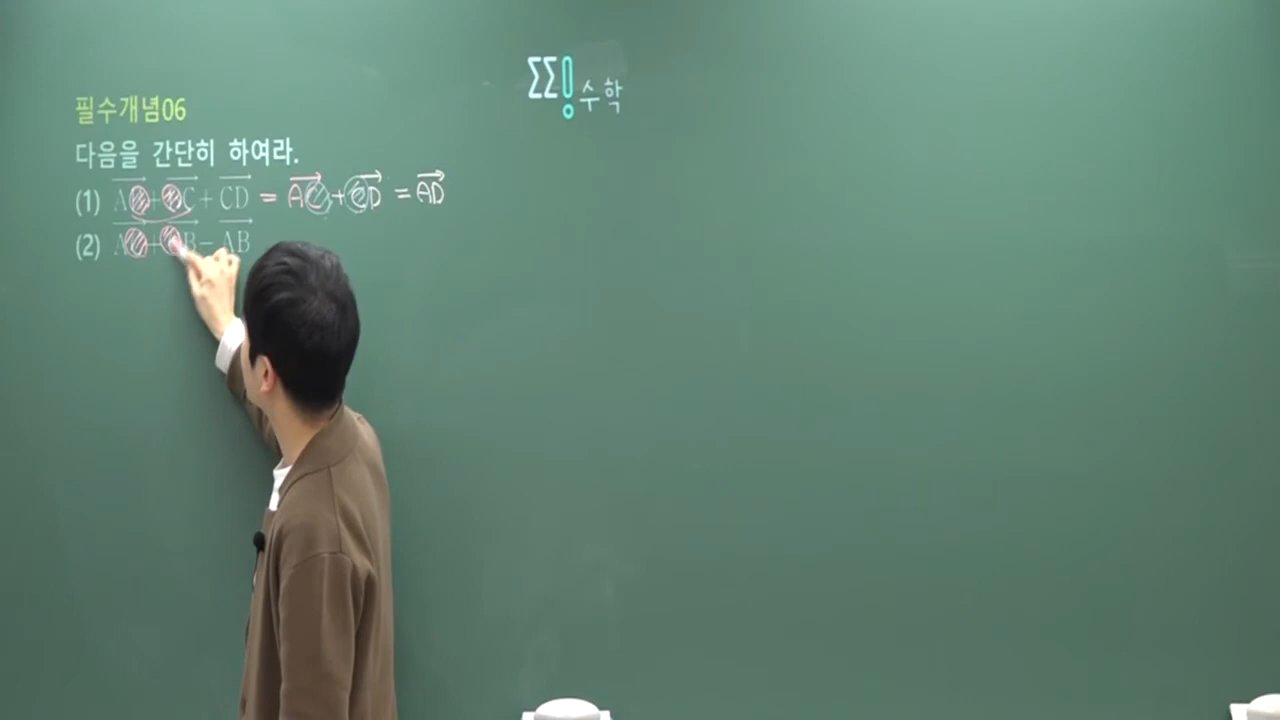 ΣΣ! 수학
필수개념06
다음을 간단히 하여라.
(1) AB + BC + CD = AC + CD = AD
(2) AC + CB − AB